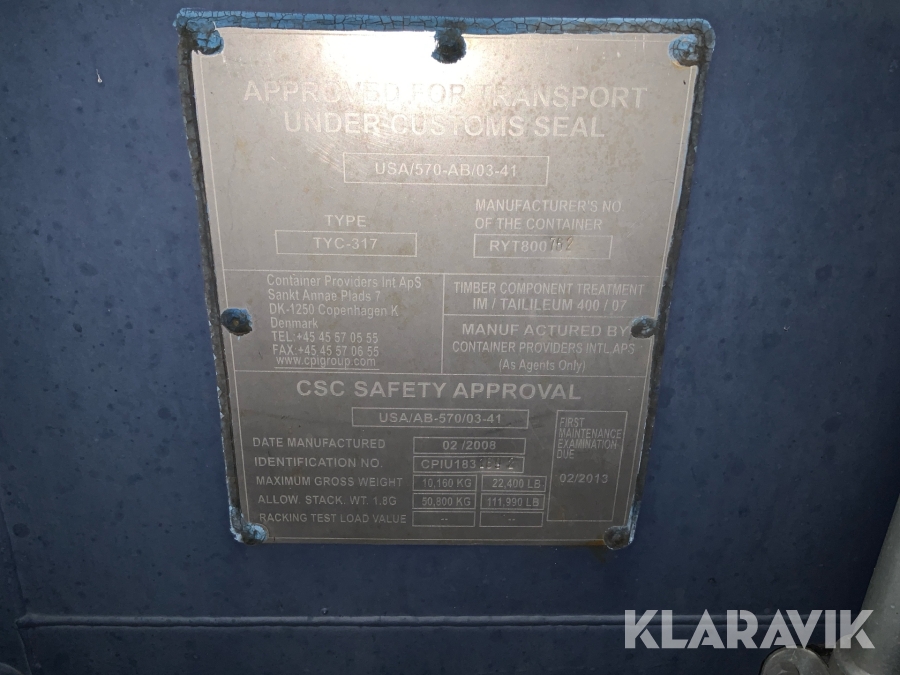 APPROVED FOR TRANSPORT
UNDER CUSTOMS SEAL
USA/570-AB/03-41
TYPE
TYC-317
MANUFACTURER'S NO.
OF THE CONTAINER
Container Providers Int ApS
Sankt Annae Plads 7
DK-1250 Copenhagen K
Denmark
TEL:+45 45 57 05 55
FAX:+45 45 57 06 55
www.cpigroup.com
TIMBER COMPONENT TREATMENT
IM / TAILILEUM 400 / 07
MANUFACTURED BY
CONTAINER PROVIDERS INTL APS
(As Agents Only)
CSC SAFETY APPROVAL
USA/AB-570/03-41
DATE MANUFACTURED 02 /2008
IDENTIFICATION NO.
MAXIMUM GROSS WEIGHT 10,160 KG 22,400 LB
ALLOW. STACK. WT. 1.8G 50,800 KG 111,990 LB
RACKING TEST LOAD VALUE -- --
FIRST
MAINTENANCE
EXAMINATION
DUE
02/2013
KLARAVIK